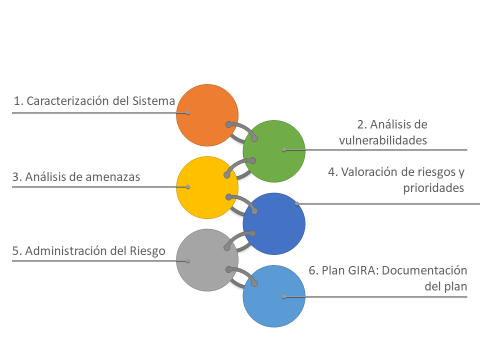 1. Caracterización del Sistema
2. Análisis de
vulnerabilidades
3. Análisis de amenazas
4. Valoración de riesgos y
prioridades
5. Administración del Riesgo
6. Plan GIRA: Documentación
del plan